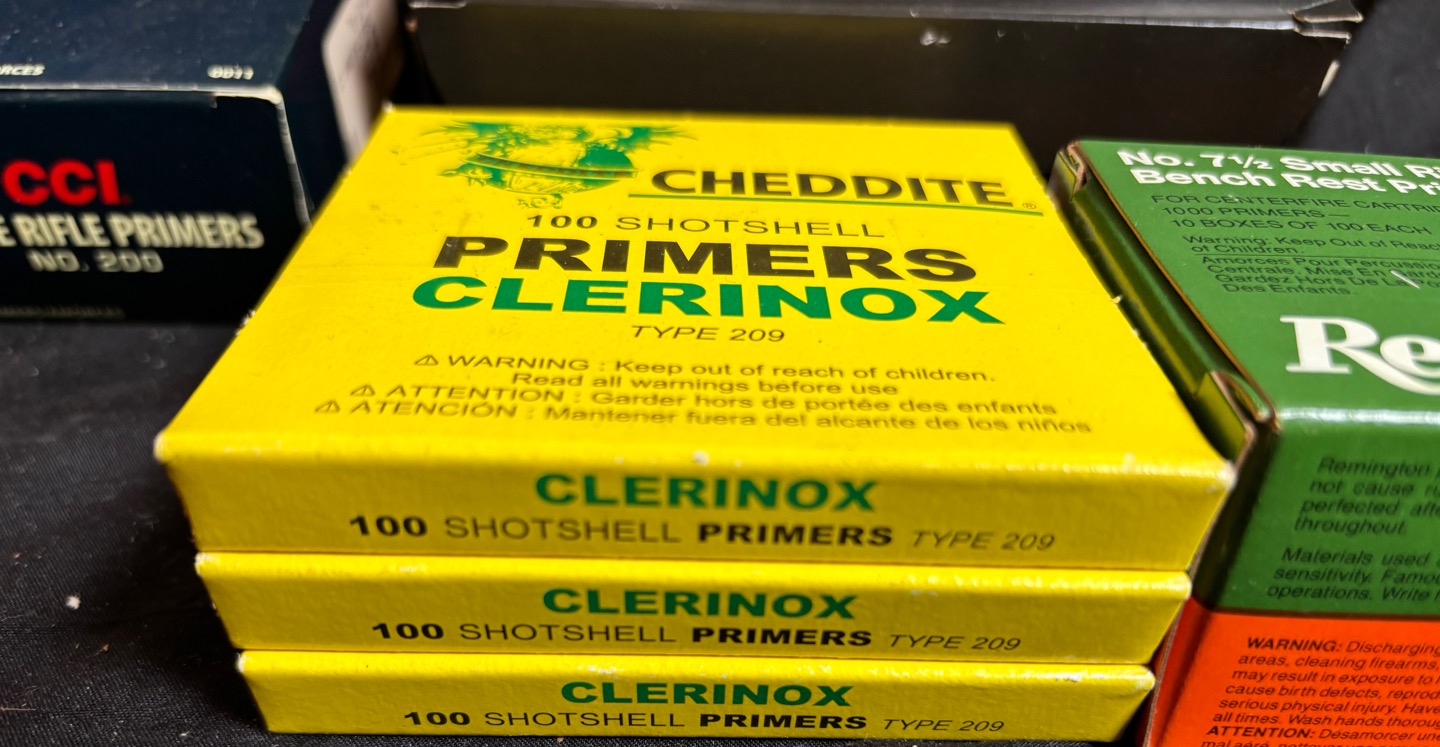 CCI
RIFLE PRIMERS
NO. 200
CHEDDITE®
100 SHOTSHELL
PRIMERS
CLERINOX
TYPE 209
⚠ WARNING : Keep out of reach of children.
Read all warnings before use
⚠ ATTENTION : Garder hors de portée des enfants
⚠ ATENCIÓN : Mantener fuera del alcante de los niños
CLERINOX
100 SHOTSHELL PRIMERS TYPE 209
CLERINOX
100 SHOTSHELL PRIMERS TYPE 209
CLERINOX
100 SHOTSHELL PRIMERS TYPE 209
No. 7½ Small
Bench Rest
FOR CENTERFIRE
1000 PRIMERS—
10 BOXES OF 100 EACH
Warning: Keep Out of
of Children
Amorces Pour
Centrale, Mise En
Gardez Hors De
Des Enfants
Re
Remington
not cause
perfected
throughout.
Materials used
sensitivity.
operations. Write
WARNING: Discharging
areas, cleaning firearms,
may result in exposure to
cause birth defects,
serious physical injury. Have
all times. Wash hands
ATTENTION: Désamorcer